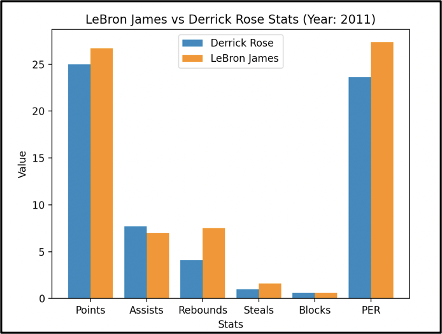 LeBron James vs Derrick Rose Stats (Year: 2011)
Derrick Rose
LeBron James
25
20
15
10
5
0
Value
Points Assists Rebounds Steals Blocks PER
Stats